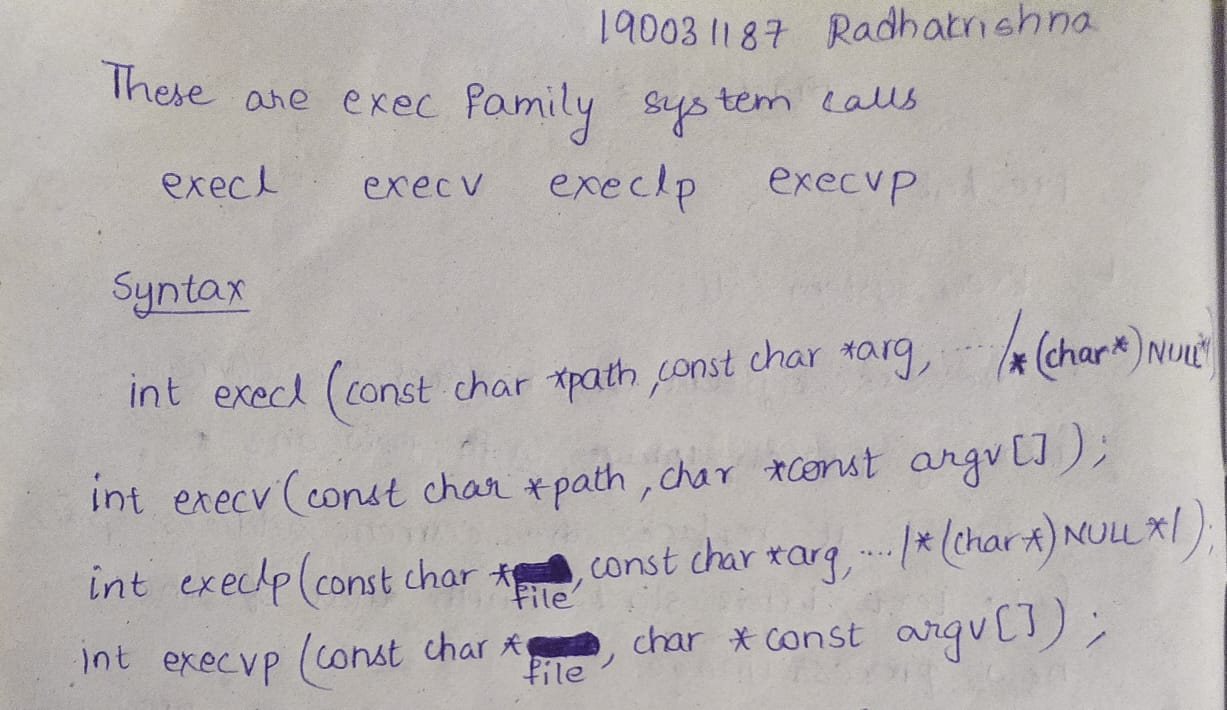 190031187 Radhakrishna
These are exec family system calls
execl execv execlp execvp
Syntax
int execl (const char *path, const char *arg, .... /* (char*) NULL*/
int execv (const char *path, char *const argv[]);
int execlp (const char *file, const char *arg, .... /* (char*) NULL */);
int execvp (const char *file, char *const argv[]);